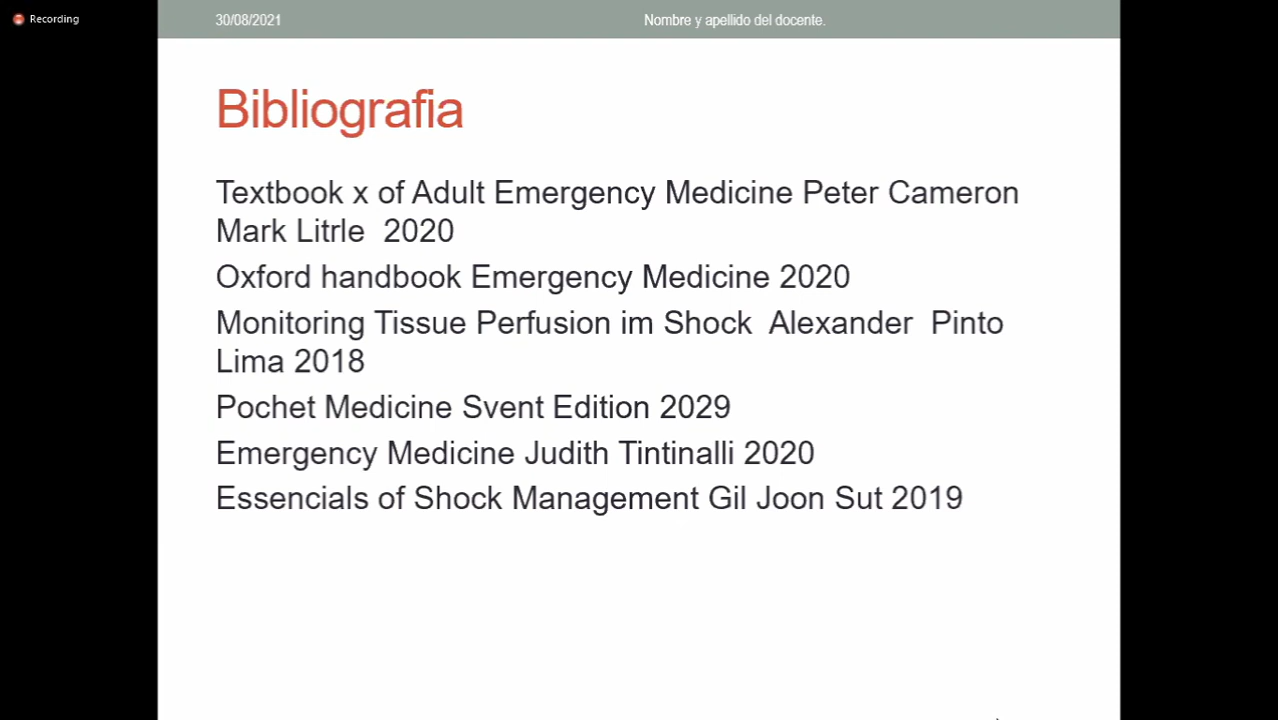 Recording
30/08/2021
Nombre y apellido del docente.
Bibliografia
Textbook x of Adult Emergency Medicine Peter Cameron
Mark Litrle 2020
Oxford handbook Emergency Medicine 2020
Monitoring Tissue Perfusion im Shock Alexander Pinto
Lima 2018
Pochet Medicine Svent Edition 2029
Emergency Medicine Judith Tintinalli 2020
Essencials of Shock Management Gil Joon Sut 2019